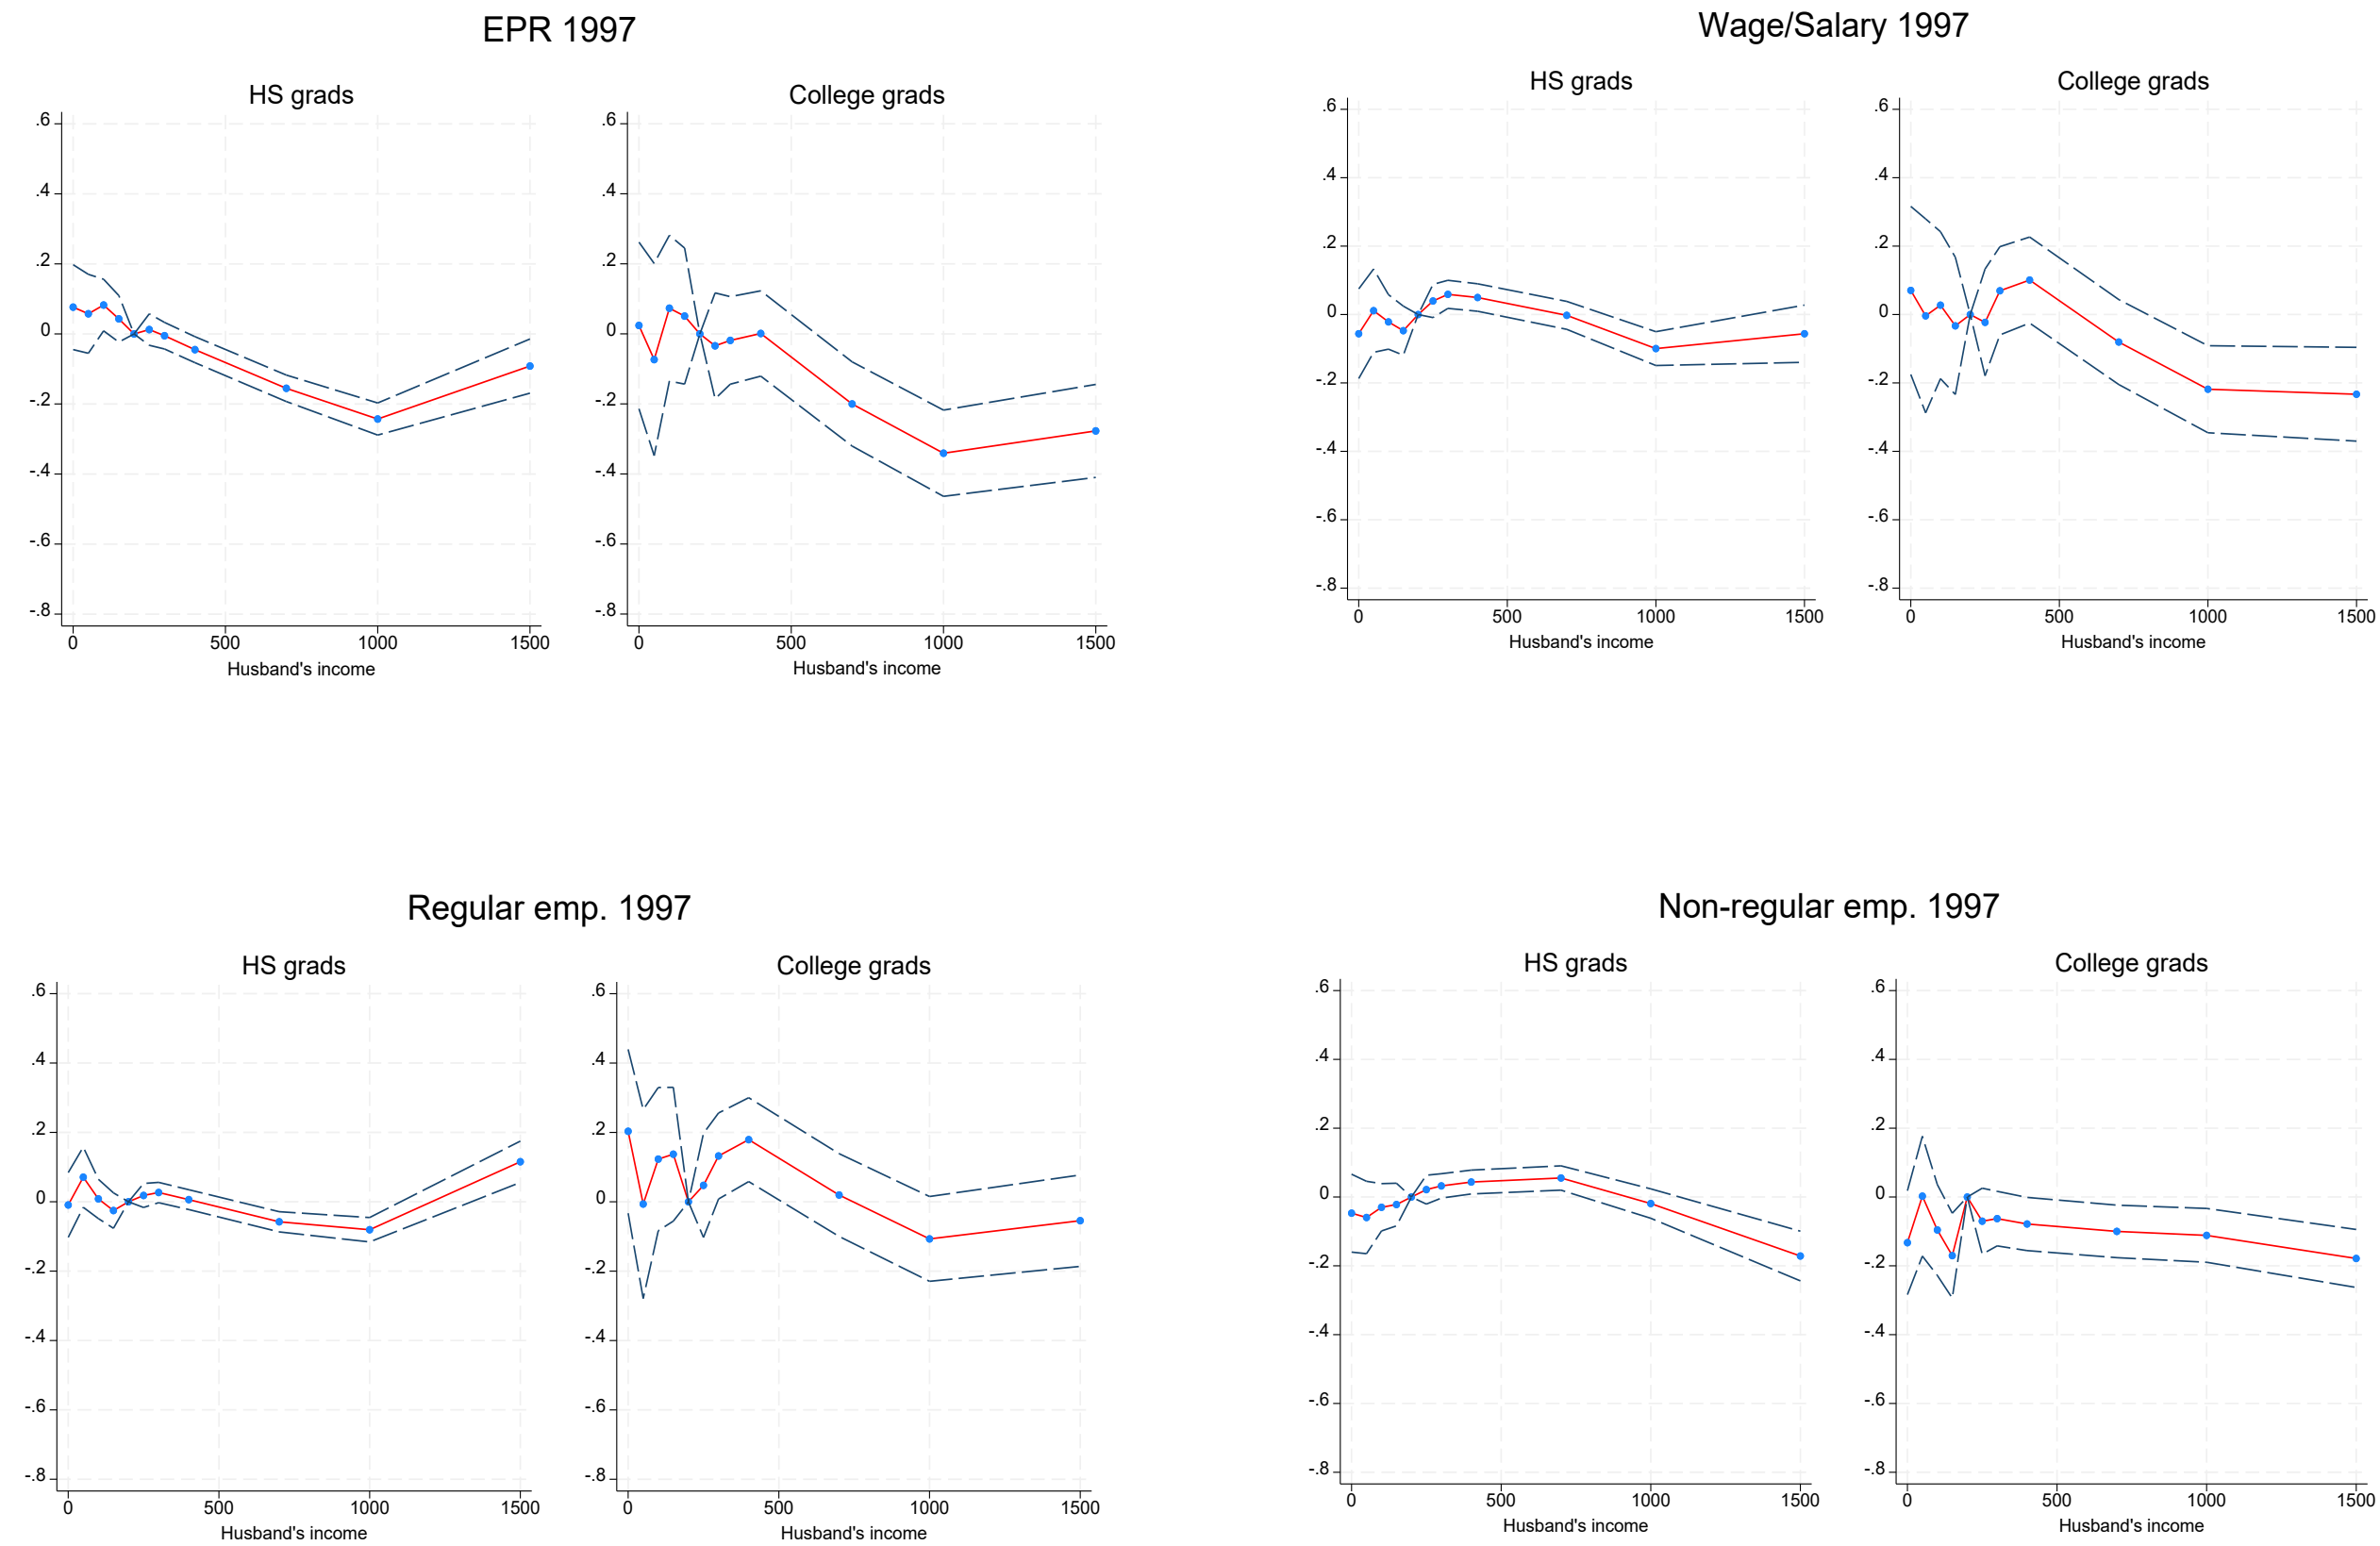 EPR 1997
HS grads
College grads
.6
.4
.2
0
-.2
-.4
-.6
-.8
0 500 1000 1500
Husband's income
.6
.4
.2
0
-.2
-.4
-.6
-.8
0 500 1000 1500
Husband's income
Wage/Salary 1997
HS grads
College grads
.6
.4
.2
0
-.2
-.4
-.6
-.8
0 500 1000 1500
Husband's income
.6
.4
.2
0
-.2
-.4
-.6
-.8
0 500 1000 1500
Husband's income
Regular emp. 1997
HS grads
College grads
.6
.4
.2
0
-.2
-.4
-.6
-.8
0 500 1000 1500
Husband's income
.6
.4
.2
0
-.2
-.4
-.6
-.8
0 500 1000 1500
Husband's income
Non-regular emp. 1997
HS grads
College grads
.6
.4
.2
0
-.2
-.4
-.6
-.8
0 500 1000 1500
Husband's income
.6
.4
.2
0
-.2
-.4
-.6
-.8
0 500 1000 1500
Husband's income